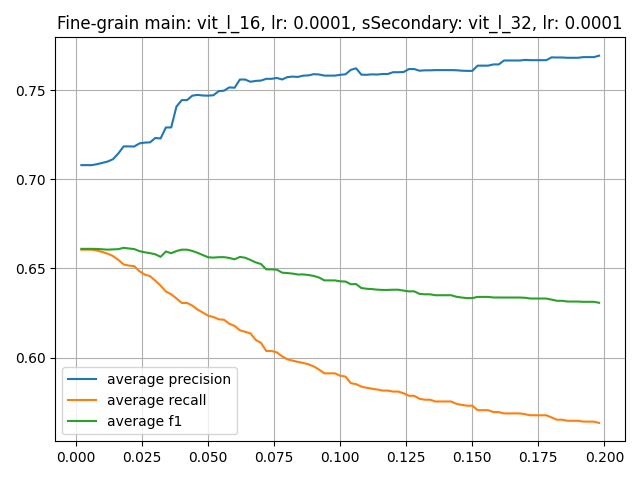 Fine-grain main: vit_l_16, lr: 0.0001, sSecondary: vit_l_32, lr: 0.0001
0.75
0.70
0.65
0.60
average precision
average recall
average f1
0.000 0.025 0.050 0.075 0.100 0.125 0.150 0.175 0.200